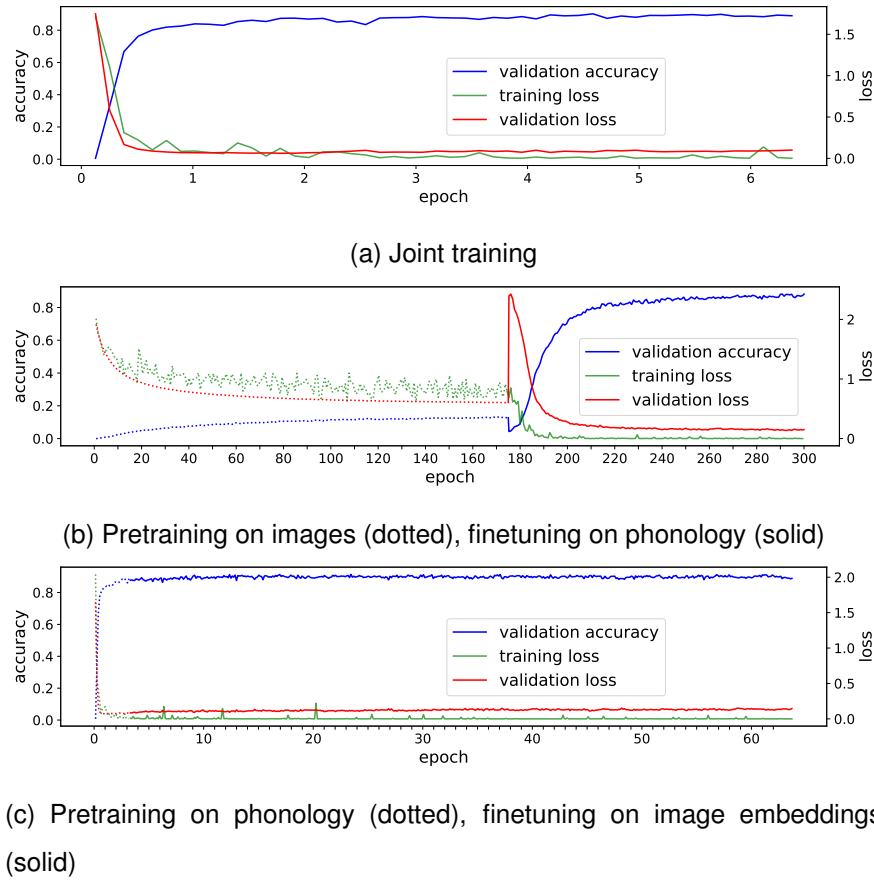 0.8
0.6
0.4
0.2
0.0
accuracy
1.5
1.0
0.5
0.0
loss
validation accuracy
training loss
validation loss
0 1 2 3 4 5 6
epoch
(a) Joint training
0.8
0.6
0.4
0.2
0.0
accuracy
2
1
0
loss
validation accuracy
training loss
validation loss
0 20 40 60 80 100 120 140 160 180 200 220 240 260 280 300
epoch
(b) Pretraining on images (dotted), finetuning on phonology (solid)
0.8
0.6
0.4
0.2
0.0
accuracy
2.0
1.5
1.0
0.5
0.0
loss
validation accuracy
training loss
validation loss
0 10 20 30 40 50 60
epoch
(c) Pretraining on phonology (dotted), finetuning on image embeddings
(solid)